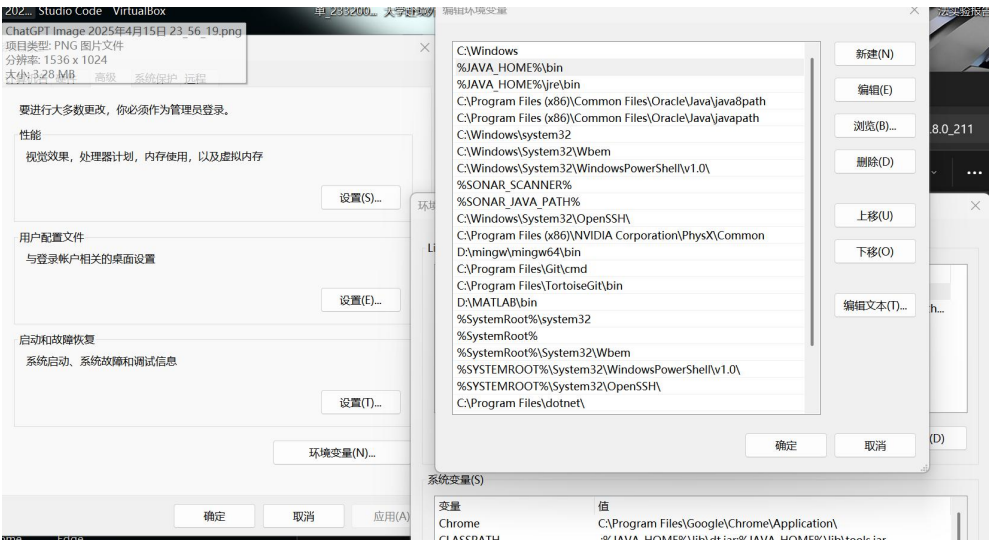 202... Studio Code VirtualBox
ChatGPT Image 2025年4月15日 23_56_19.png
项目类型: PNG 图片文件
分辨率: 1536 x 1024
大小: 3.28 MB
高级 系统保护 远程
要进行大多数更改，你必须作为管理员登录。
性能
视觉效果，处理器计划，内存使用，以及虚拟内存
设置(S)...
用户配置文件
与登录帐户相关的桌面设置
设置(E)...
启动和故障恢复
系统启动、系统故障和调试信息
设置(T)...
环境变量(N)...
确定 取消 应用(A)
编辑环境变量
C:\Windows
%JAVA_HOME%\bin
%JAVA_HOME%\jre\bin
C:\Program Files (x86)\Common Files\Oracle\Java\java8path
C:\Program Files (x86)\Common Files\Oracle\Java\javapath
C:\Windows\system32
C:\Windows\System32\Wbem
C:\Windows\System32\WindowsPowerShell\v1.0\
%SONAR_SCANNER%
%SONAR_JAVA_PATH%
C:\Windows\System32\OpenSSH\
C:\Program Files (x86)\NVIDIA Corporation\PhysX\Common
D:\mingw\mingw64\bin
C:\Program Files\Git\cmd
C:\Program Files\TortoiseGit\bin
D:\MATLAB\bin
%SystemRoot%\system32
%SystemRoot%
%SystemRoot%\System32\Wbem
%SYSTEMROOT%\System32\WindowsPowerShell\v1.0\
%SYSTEMROOT%\System32\OpenSSH\
C:\Program Files\dotnet\
新建(N)
编辑(E)
浏览(B)...
删除(D)
上移(U)
下移(O)
编辑文本(T)...
确定 取消
8.0_211
环境
h...
(D)
系统变量(S)
变量 值
Chrome C:\Program Files\Google\Chrome\Application\
CLASSPATH .;%JAVA_HOME%\lib\dt.jar;%JAVA_HOME%\lib\tools.jar
Edge